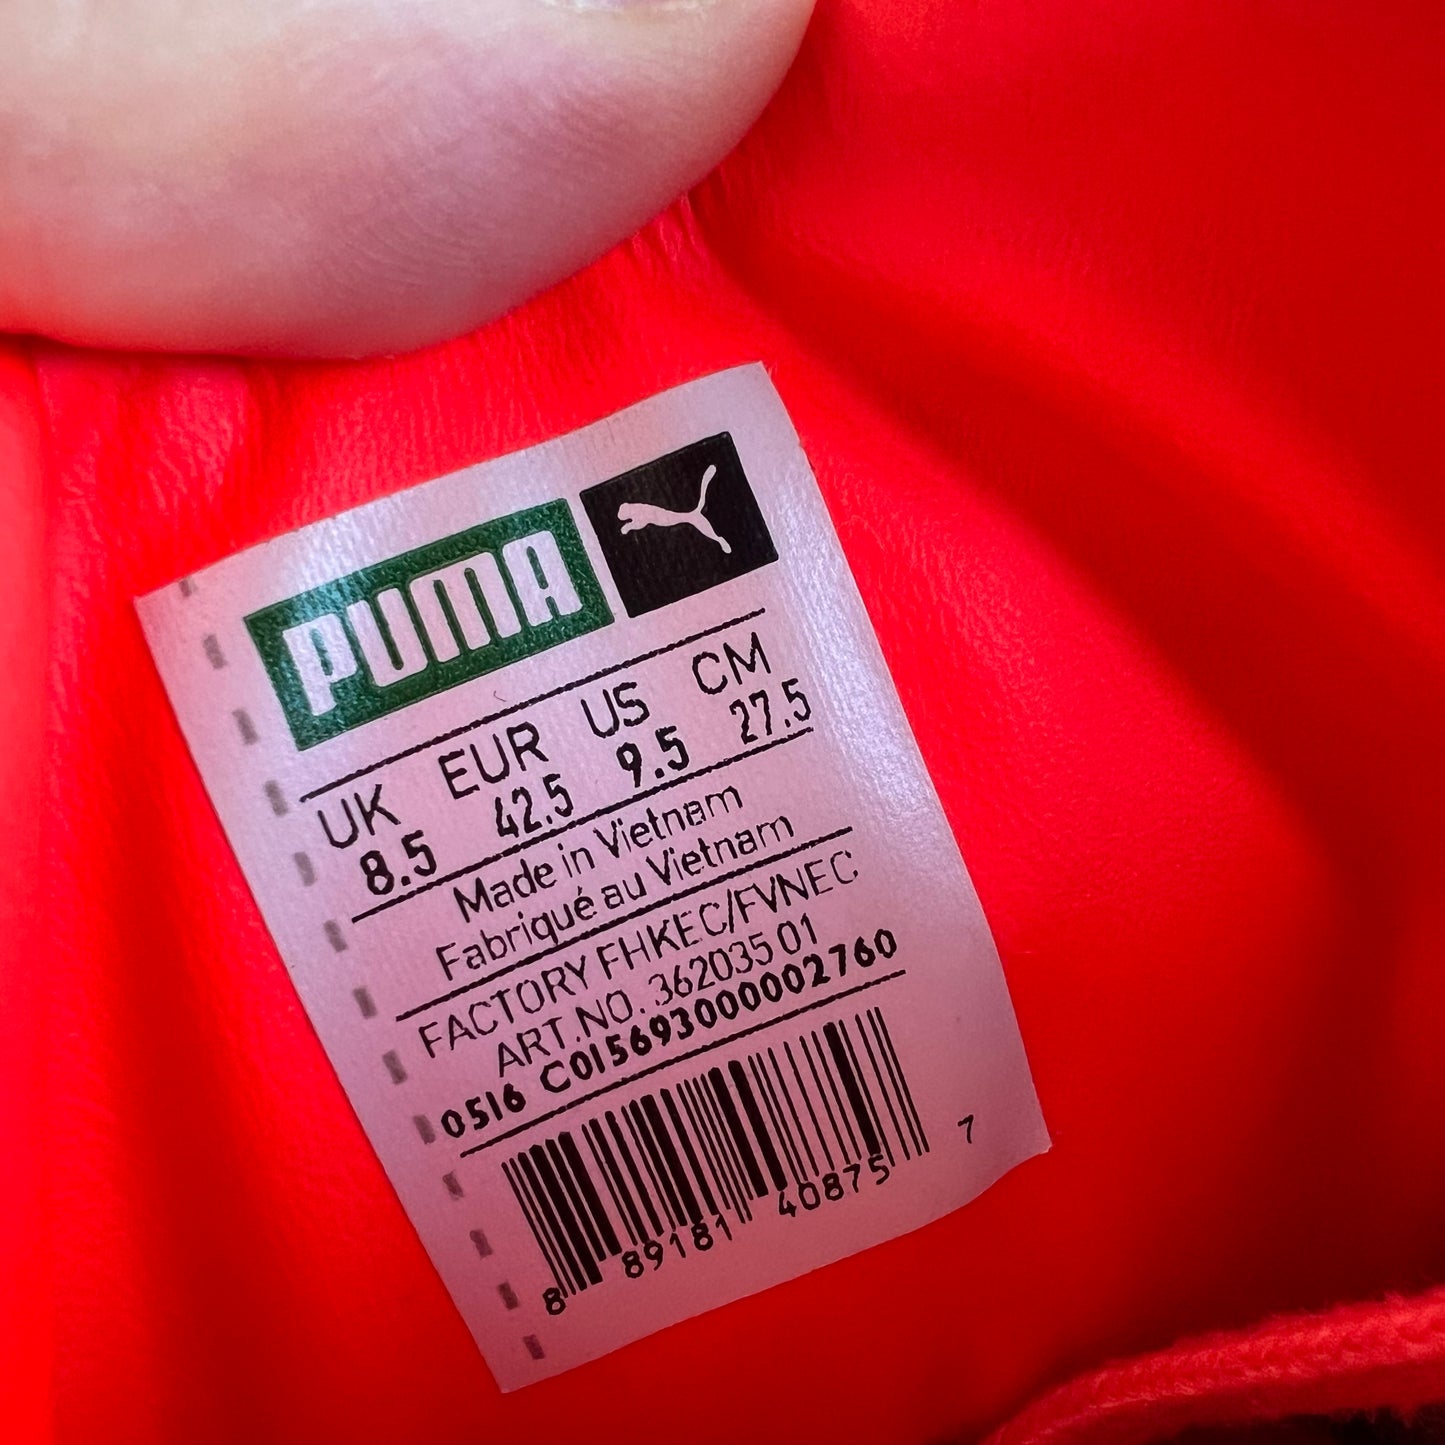 PUMA
UK EUR US CM
8.5 42.5 9.5 27.5
Made in Vietnam
Fabriqué au Vietnam
FACTORY FHKEC/FVNEC
ART.NO. 362035 01
0516 C015693000002760
8 89181 40875 7